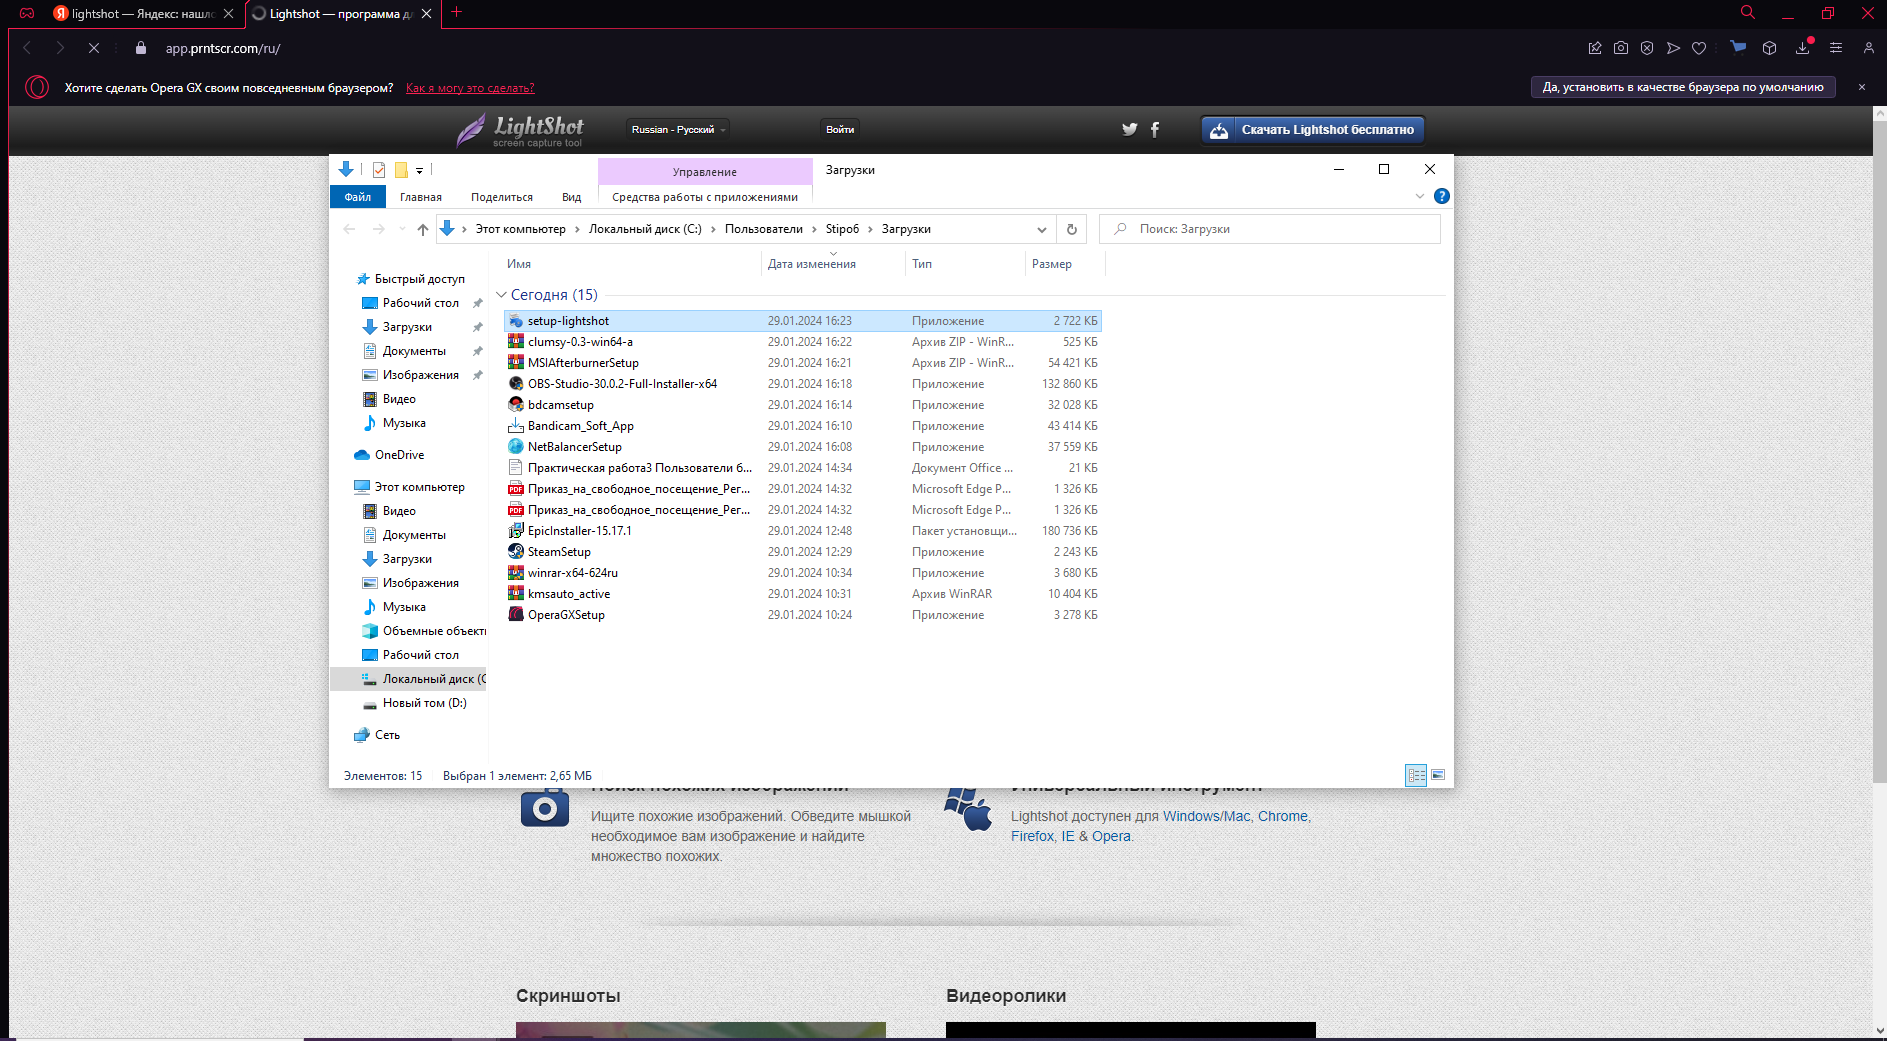 lightshot — Яндекс: нашло
Lightshot — программа дл
app.prntscr.com/ru/
Хотите сделать Opera GX своим повседневным браузером? Как я могу это сделать?
Да, установить в качестве браузера по умолчанию
LightShot
screen capture tool
Russian - Русский
Войти
Скачать Lightshot бесплатно
Управление
Загрузки
Файл
Главная
Поделиться
Вид
Средства работы с приложениями
Этот компьютер
Локальный диск (C:)
Пользователи
Stipo6
Загрузки
Поиск: Загрузки
Имя
Дата изменения
Тип
Размер
Быстрый доступ
Рабочий стол
Загрузки
Документы
Изображения
Видео
Музыка
OneDrive
Этот компьютер
Видео
Документы
Загрузки
Изображения
Музыка
Объемные объект
Рабочий стол
Локальный диск (C
Новый том (D:)
Сеть
Сегодня (15)
setup-lightshot 29.01.2024 16:23 Приложение 2 722 КБ
clumsy-0.3-win64-a 29.01.2024 16:22 Архив ZIP - WinR... 525 КБ
MSIAfterburnerSetup 29.01.2024 16:21 Архив ZIP - WinR... 54 421 КБ
OBS-Studio-30.0.2-Full-Installer-x64 29.01.2024 16:18 Приложение 132 860 КБ
bdcamsetup 29.01.2024 16:14 Приложение 32 028 КБ
Bandicam_Soft_App 29.01.2024 16:10 Приложение 43 414 КБ
NetBalancerSetup 29.01.2024 16:08 Приложение 37 559 КБ
Практическая работа3 Пользователи б... 29.01.2024 14:34 Документ Office ... 21 КБ
Приказ_на_свободное_посещение_Рег... 29.01.2024 14:32 Microsoft Edge P... 1 326 КБ
Приказ_на_свободное_посещение_Рег... 29.01.2024 14:32 Microsoft Edge P... 1 326 КБ
EpicInstaller-15.17.1 29.01.2024 12:48 Пакет установщи... 180 736 КБ
SteamSetup 29.01.2024 12:29 Приложение 2 243 КБ
winrar-x64-624ru 29.01.2024 10:34 Приложение 3 680 КБ
kmsauto_active 29.01.2024 10:31 Архив WinRAR 10 404 КБ
OperaGXSetup 29.01.2024 10:24 Приложение 3 278 КБ
Элементов: 15
Выбран 1 элемент: 2,65 МБ
Поиск похожих изображений
Ищите похожие изображений. Обведите мышкой
необходимое вам изображение и найдите
множество похожих.
Универсальный инструмент
Lightshot доступен для Windows/Mac, Chrome,
Firefox, IE & Opera.
Скриншоты
Видеоролики